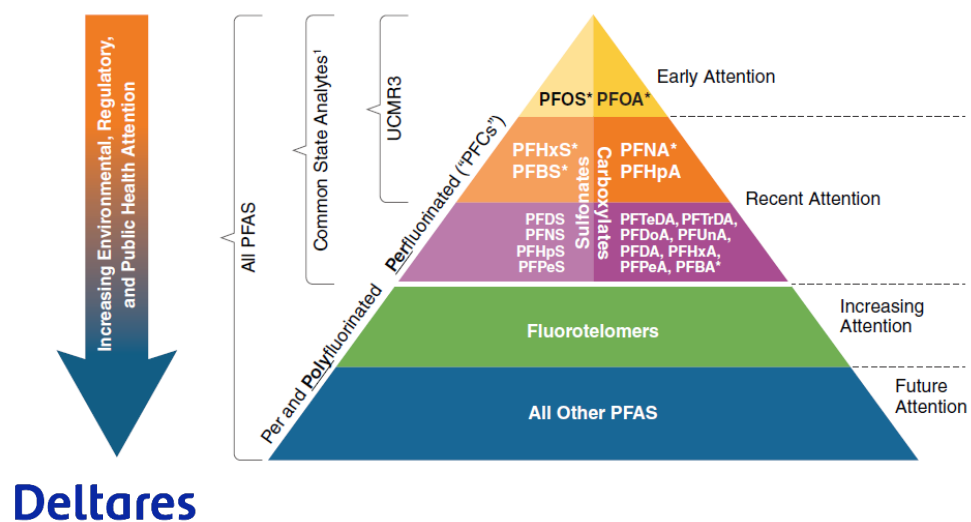 Increasing Environmental, Regulatory,
and Public Health Attention
All PFAS
Common State Analytes¹
UCMR3
Perfluorinated ("PFCs")
Per and Polyfluorinated
PFOS* PFOA*
Early Attention
PFHxS*
PFBS*
Sulfonates
Carboxylates
PFNA*
PFHpA
Recent Attention
PFDS
PFNS
PFHpS
PFPeS
PFTeDA, PFTrDA,
PFDoA, PFUnA,
PFDA, PFHxA,
PFPeA, PFBA*
Fluorotelomers
Increasing
Attention
All Other PFAS
Future
Attention
Deltares